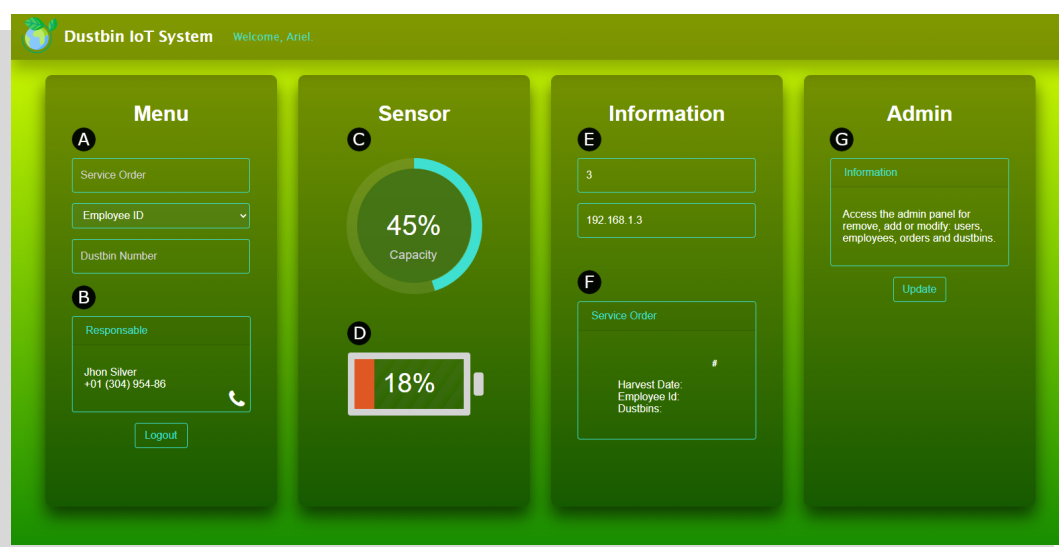 Dustbin IoT System
Welcome, Ariel.
Menu
A
Service Order
Employee ID
Dustbin Number
B
Responsable
Jhon Silver
+01 (304) 954-86
Logout
Sensor
C
45%
Capacity
D
18%
Information
E
3
192.168.1.3
F
Service Order
#
Harvest Date:
Employee Id:
Dustbins:
Admin
G
Information
Access the admin panel for
remove, add or modify: users,
employees, orders and dustbins.
Update